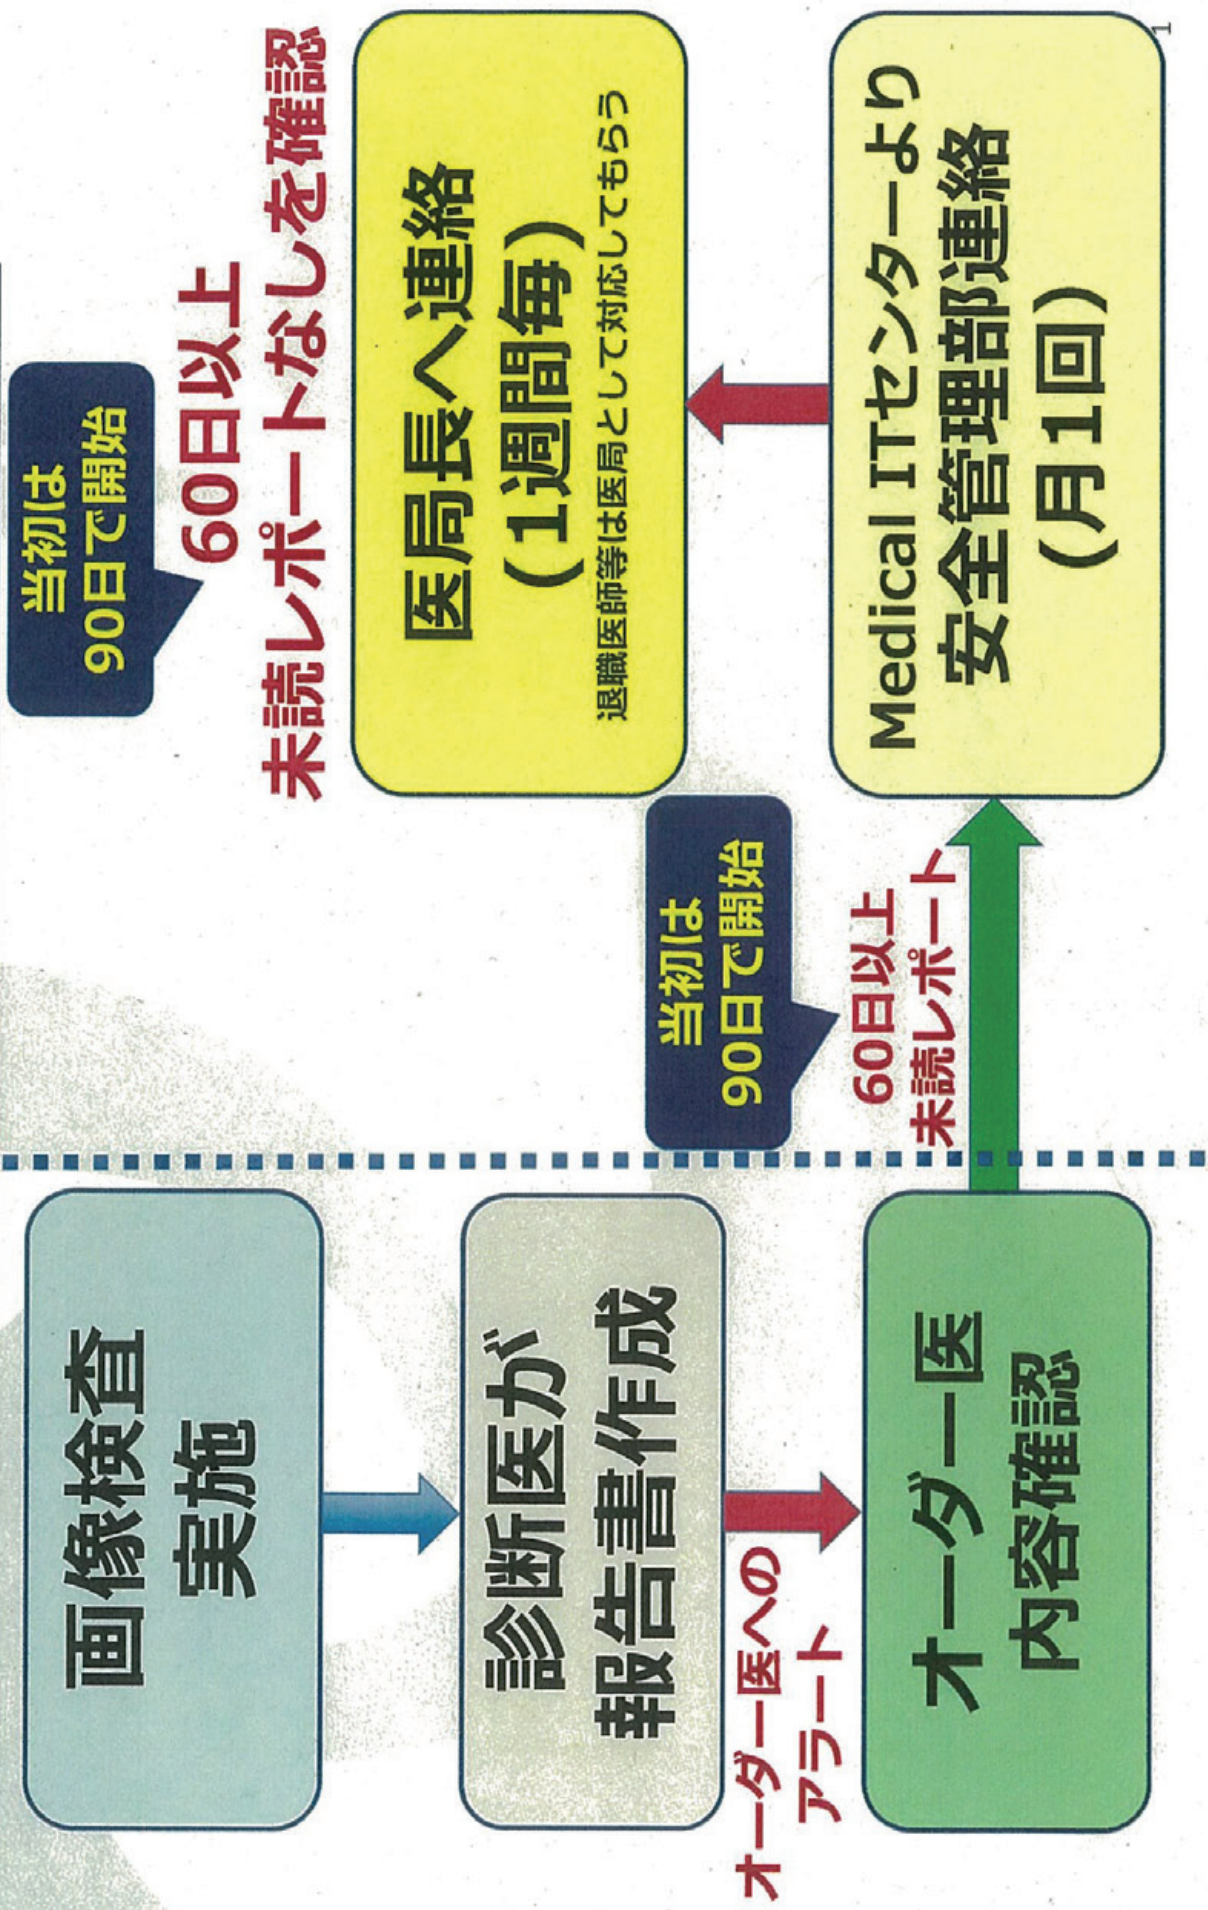 画像検査
実施
診断医が
報告書作成
オーダー医への
アラート
オーダー医
内容確認
当初は
90日で開始
60日以上
未読レポート
Medical ITセンターより
安全管理部連絡
(月1回)
医局長へ連絡
(1週間毎)
退職医師等は医局として対応してもらう
当初は
90日で開始
60日以上
未読レポートなしを確認
1